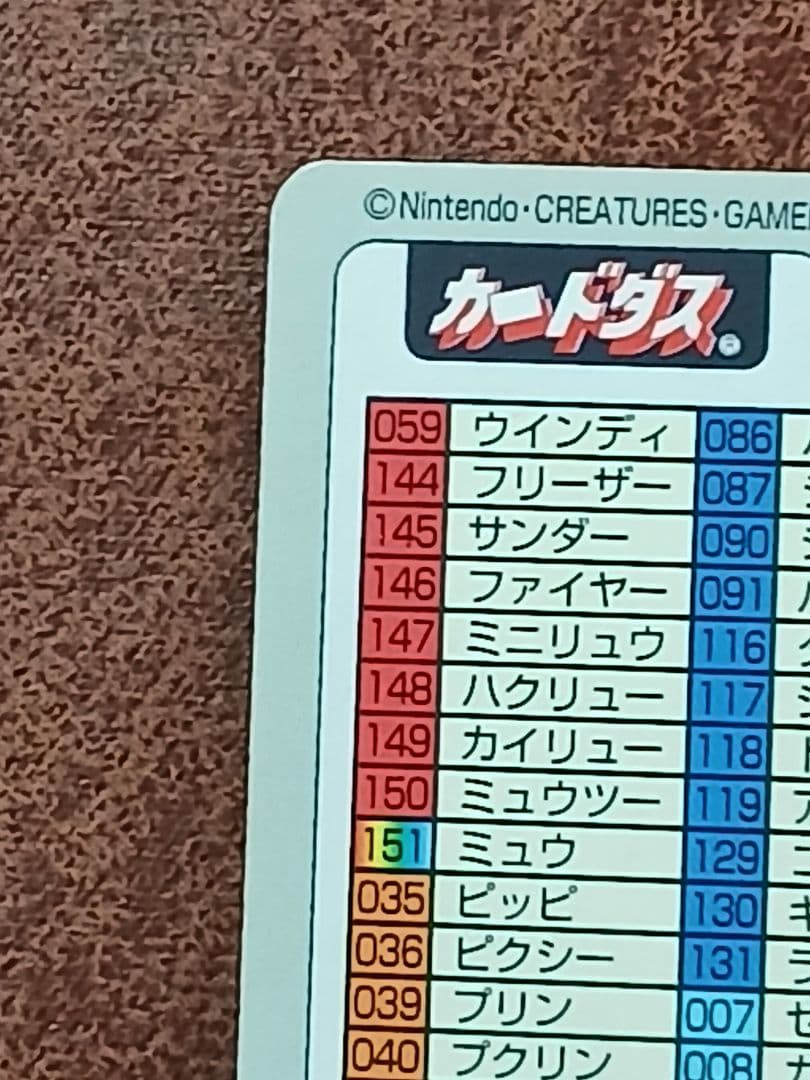 ©Nintendo·CREATURES·GAME
カードダス®
059 ウインディ 086
144 フリーザー 087
145 サンダー 090
146 ファイヤー 091
147 ミニリュウ 116
148 ハクリュー 117
149 カイリュー 118
150 ミュウツー 119
151 ミュウ 129
035 ピッピ 130
036 ピクシー 131
039 プリン 007
040 プクリン 008